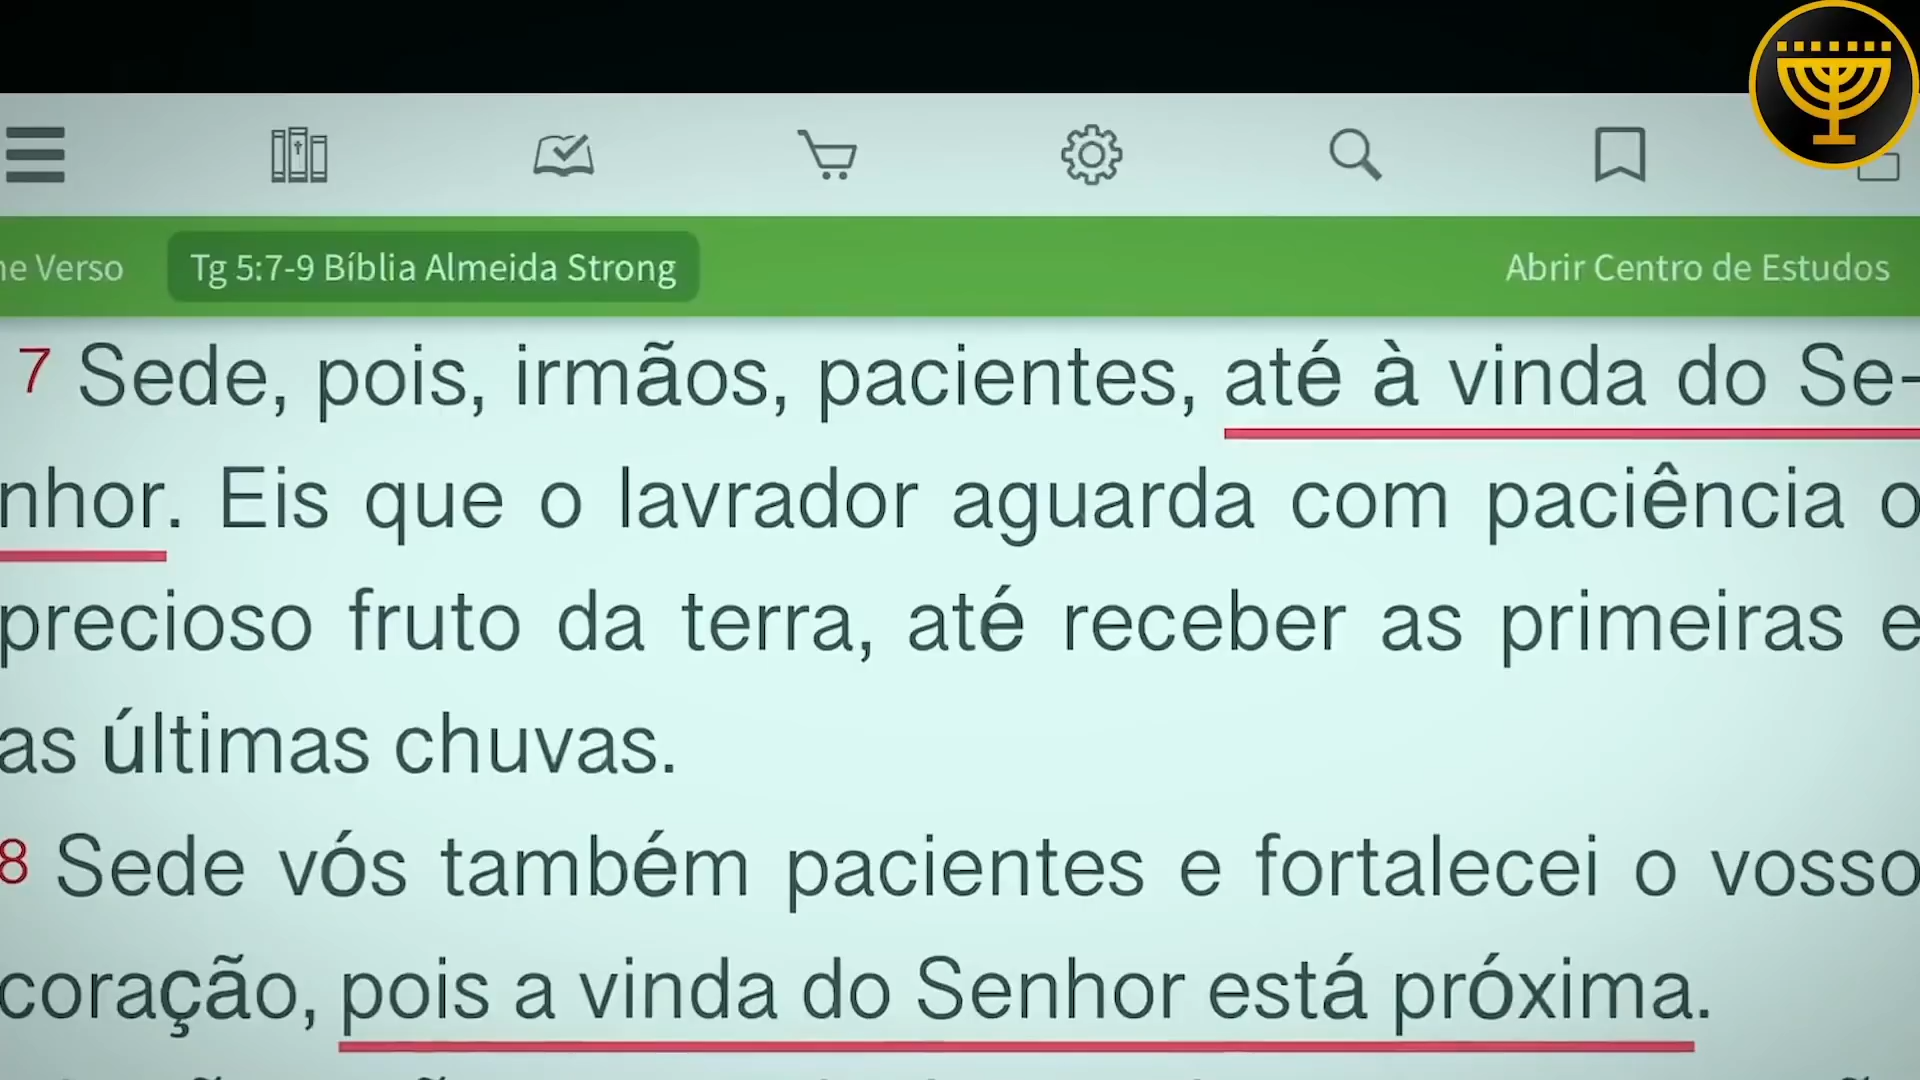 ne Verso
Tg 5:7-9 Bíblia Almeida Strong
Abrir Centro de Estudos
7 Sede, pois, irmãos, pacientes, até à vinda do Se-
nhor. Eis que o lavrador aguarda com paciência o
precioso fruto da terra, até receber as primeiras e
as últimas chuvas.
8 Sede vós também pacientes e fortalecei o vosso
coração, pois a vinda do Senhor está próxima.